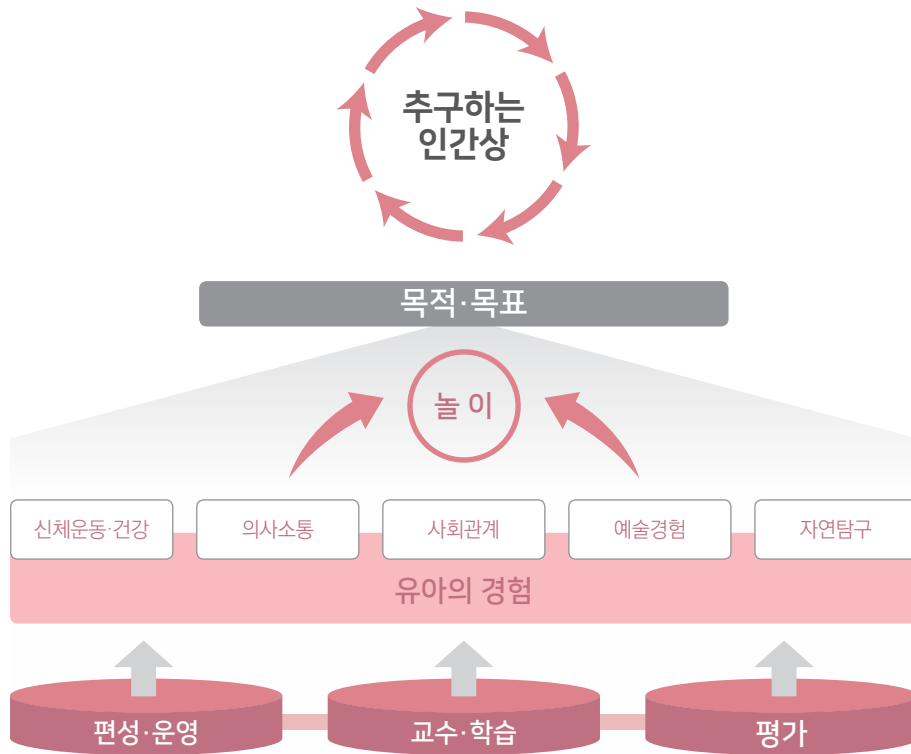 추구하는
인간상
목적·목표
놀 이
신체운동·건강
의사소통
사회관계
예술경험
자연탐구
유아의 경험
편성·운영
교수·학습
평가